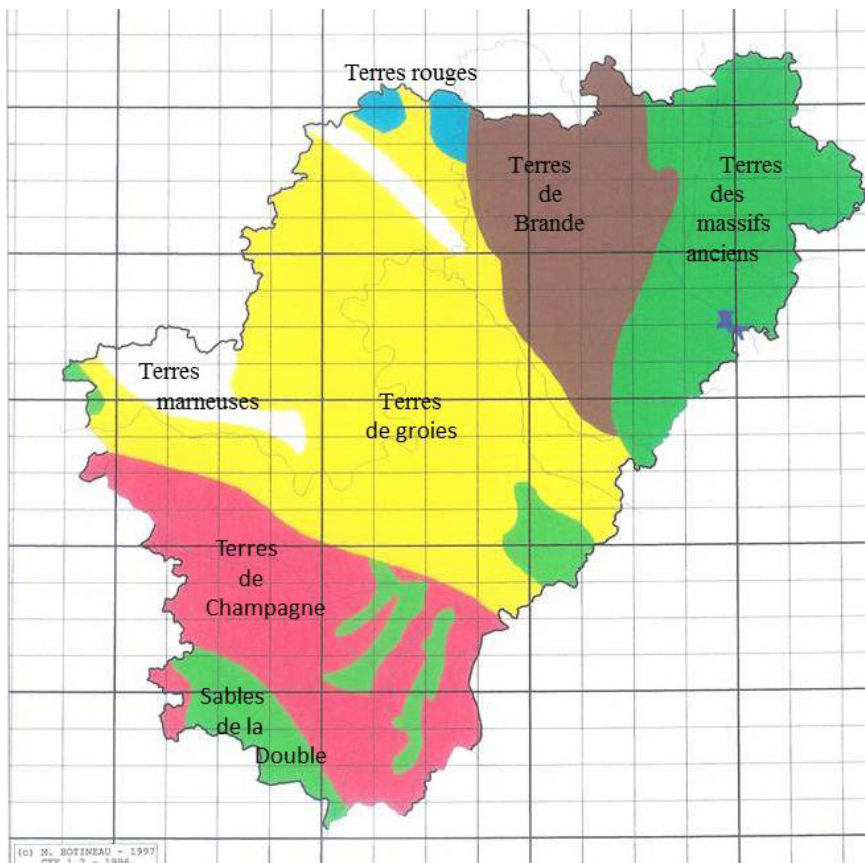 Terres rouges
Terres
de
Brande
Terres
des
massifs
anciens
Terres
marneuses
Terres
de groies
Terres
de
Champagne
Sables
de la
Double
(c) M. BOTINEAU - 1997
1996